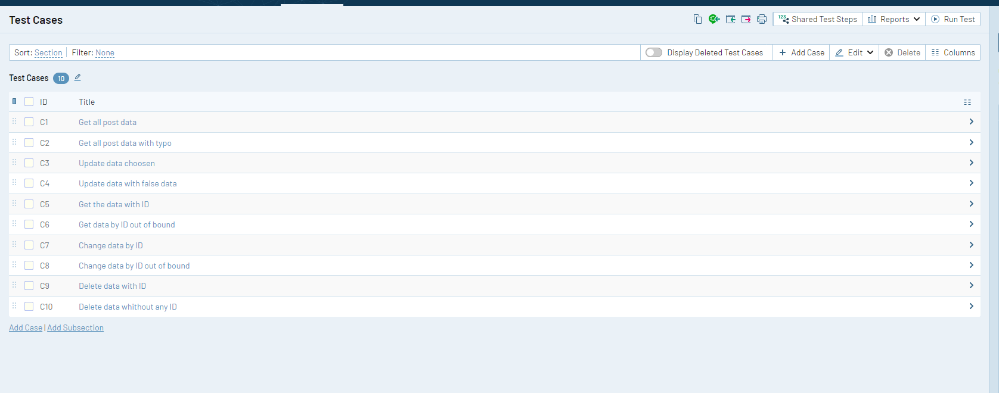 Test Cases
123 Shared Test Steps Reports Run Test
Sort: Section Filter: None Display Deleted Test Cases + Add Case Edit Delete Columns
Test Cases 10
ID Title
C1 Get all post data
C2 Get all post data with typo
C3 Update data choosen
C4 Update data with false data
C5 Get the data with ID
C6 Get data by ID out of bound
C7 Change data by ID
C8 Change data by ID out of bound
C9 Delete data with ID
C10 Delete data whithout any ID
Add Case | Add Subsection